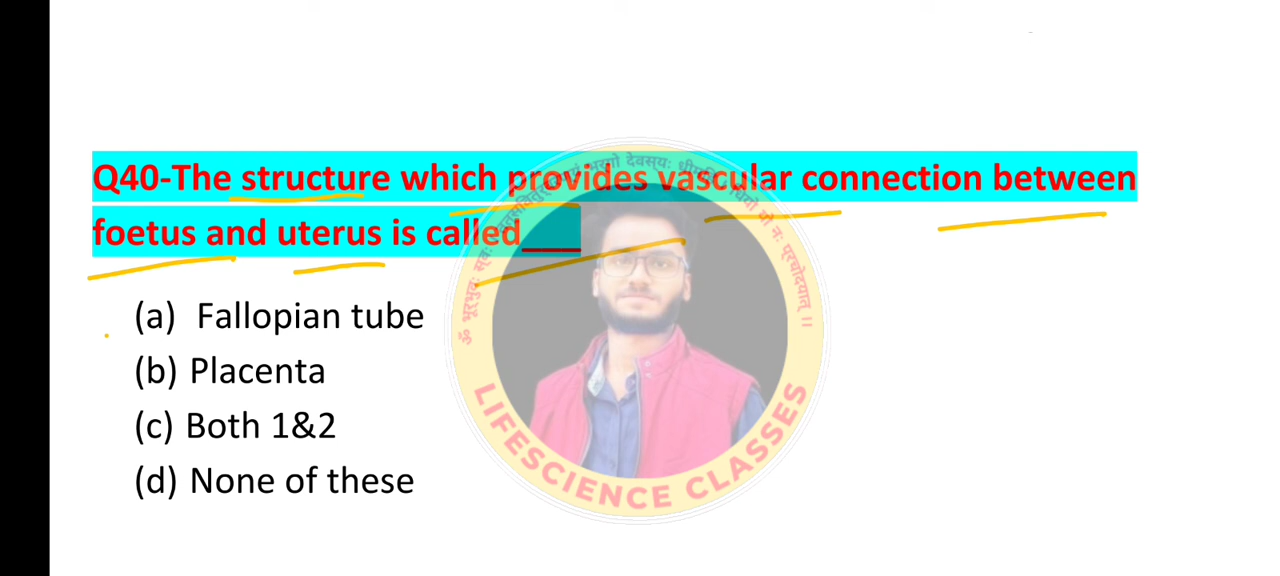 Q40-The structure which provides vascular connection between
foetus and uterus is called___
(a) Fallopian tube
(b) Placenta
(c) Both 1&2
(d) None of these
LIFESCIENCE CLASSES